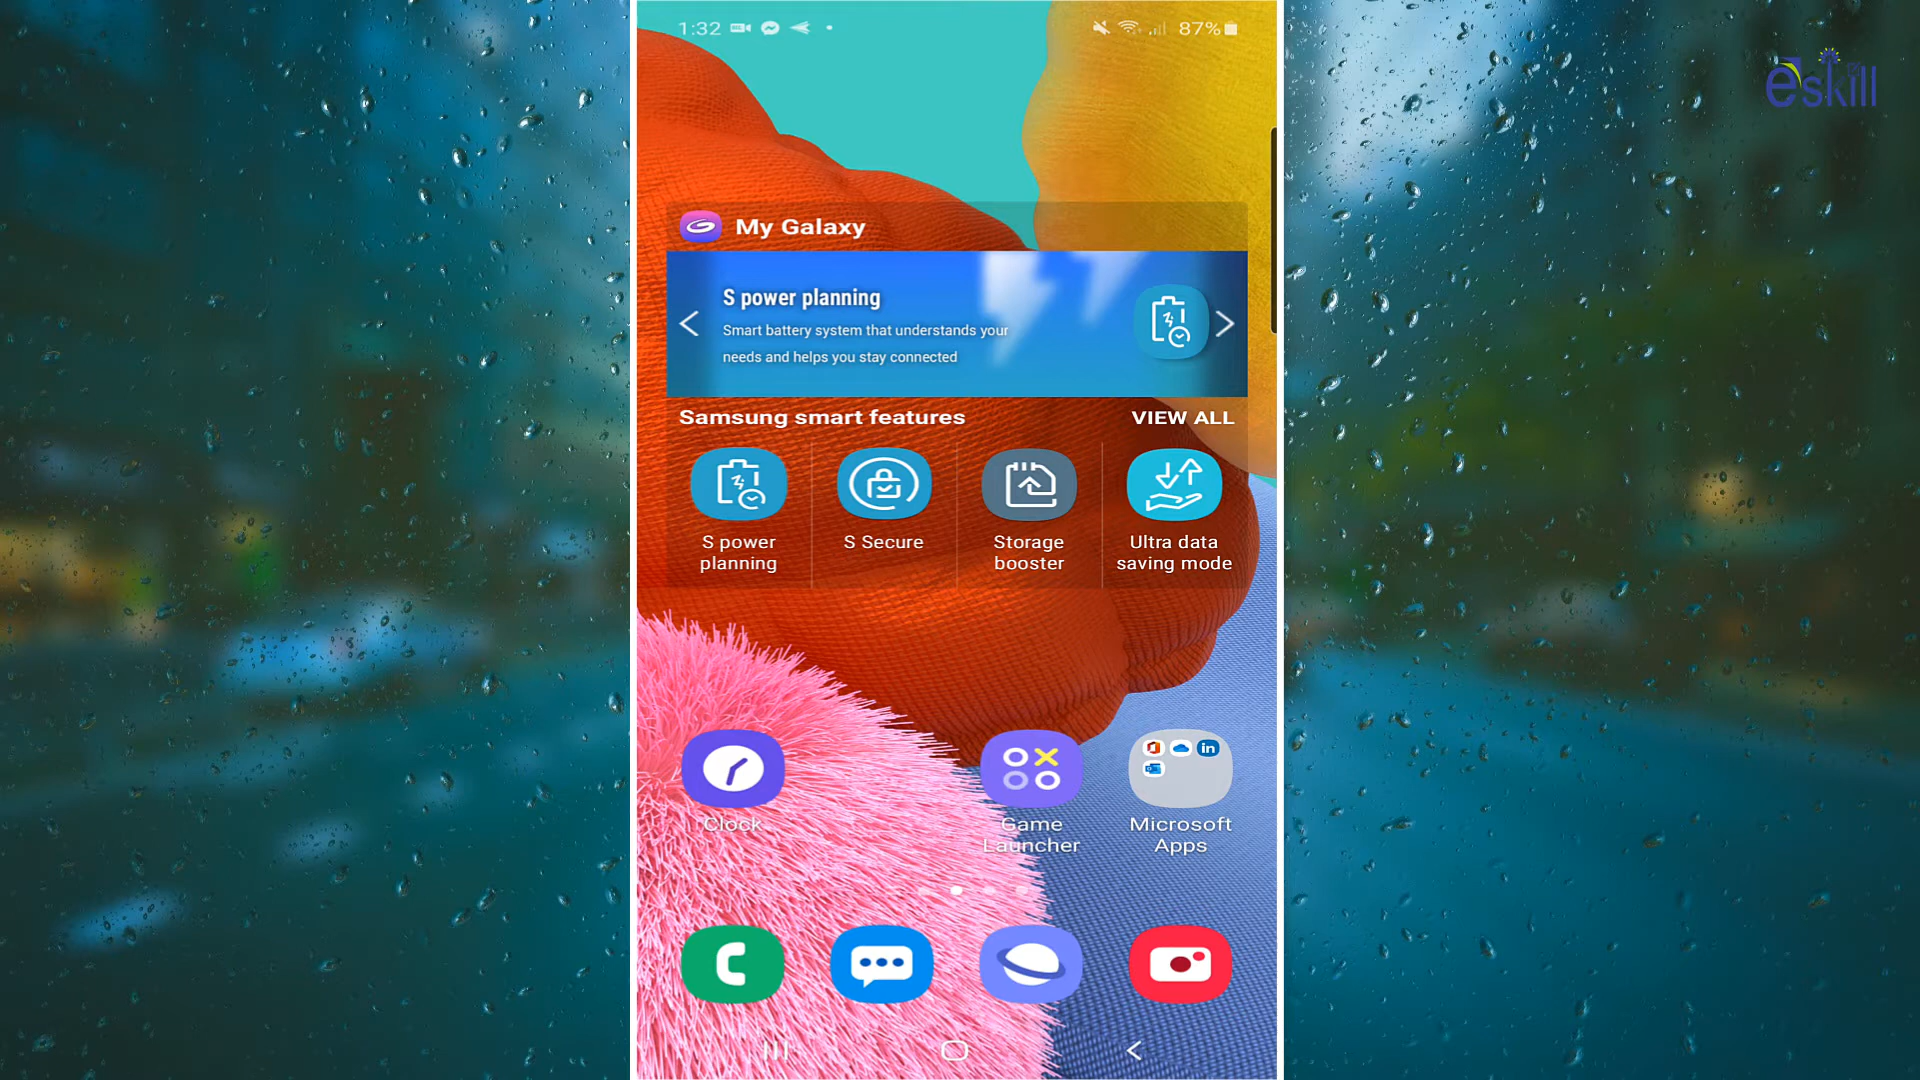 1:32
87%
eskill
My Galaxy
S power planning
Smart battery system that understands your
needs and helps you stay connected
Samsung smart features
VIEW ALL
S power
planning
S Secure
Storage
booster
Ultra data
saving mode
in
Clock
Game
Launcher
Microsoft
Apps